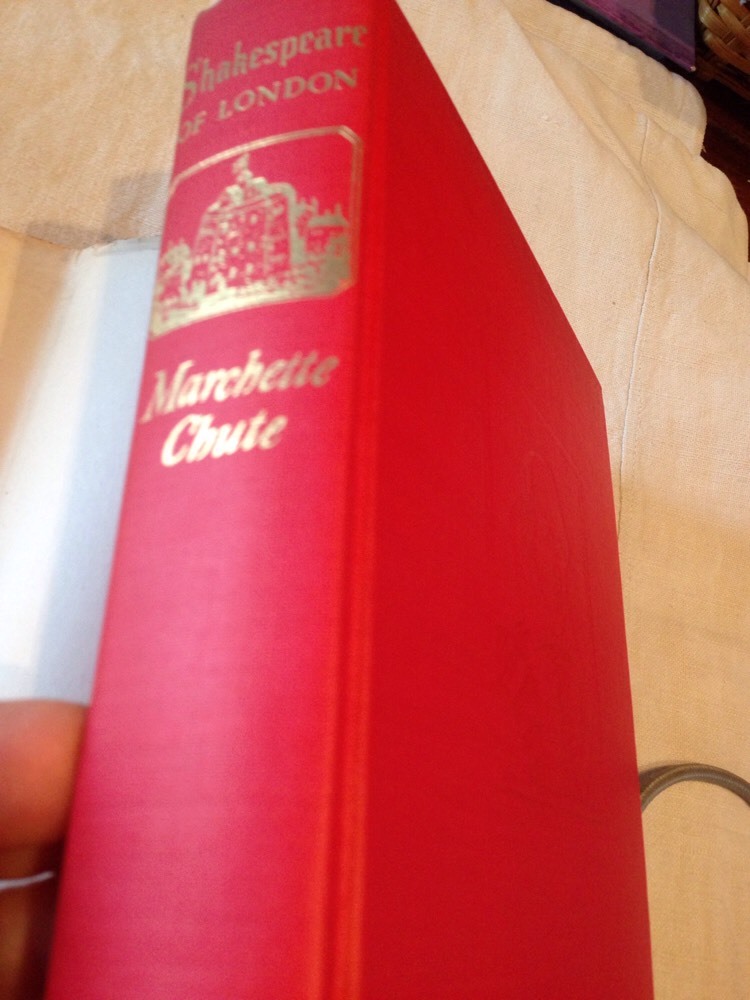 Shakespeare
OF LONDON
Marchette
Chute